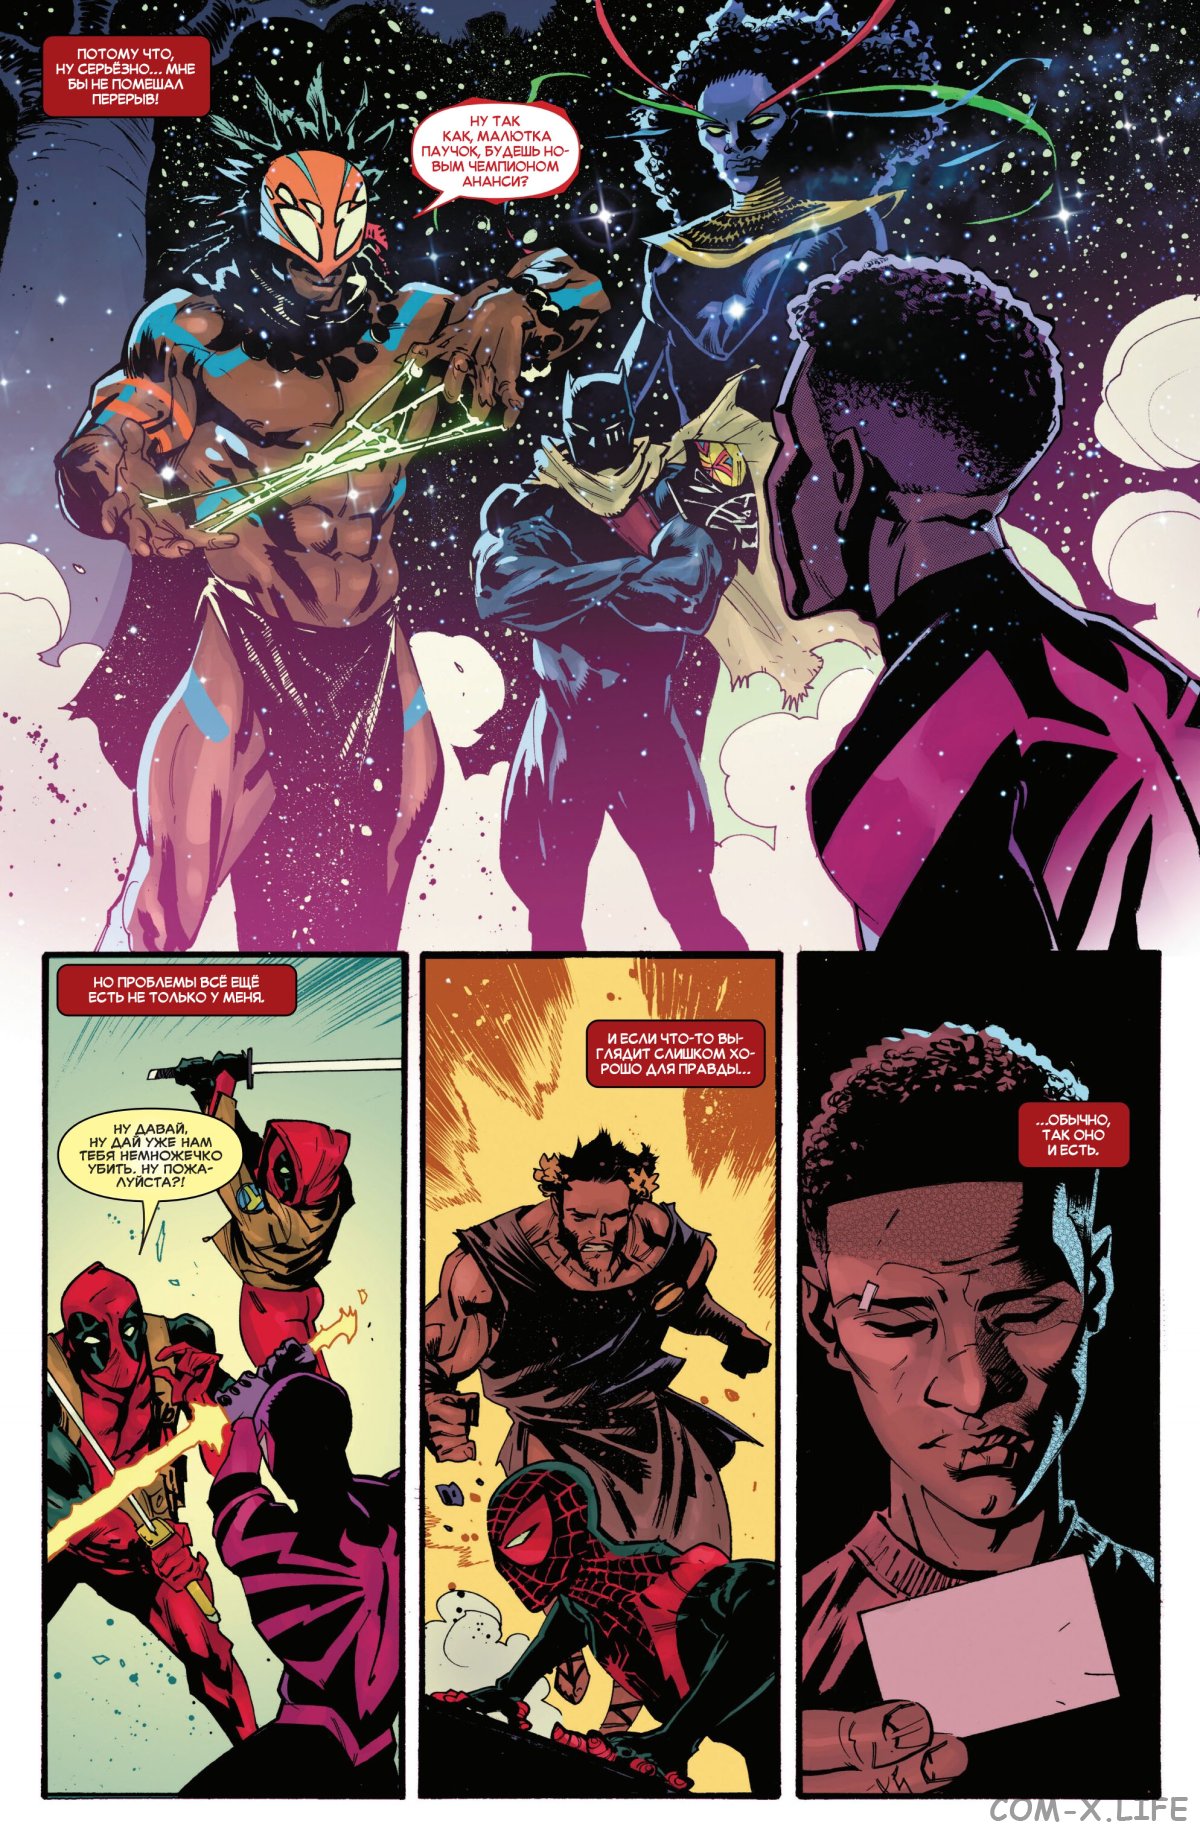 ПОТОМУ ЧТО,
НУ СЕРЬЁЗНО... МНЕ
БЫ НЕ ПОМЕШАЛ
ПЕРЕРЫВ!
НУ ТАК
КАК, МАЛЮТКА
ПАУЧОК, БУДЕШЬ НО-
ВЫМ ЧЕМПИОНОМ
АНАНСИ?
НО ПРОБЛЕМЫ ВСЁ ЕЩЁ
ЕСТЬ НЕ ТОЛЬКО У МЕНЯ.
НУ ДАВАЙ,
НУ ДАЙ УЖЕ НАМ
ТЕБЯ НЕМНОЖЕЧКО
УБИТЬ. НУ ПОЖА-
ЛУЙСТА?!
И ЕСЛИ ЧТО-ТО ВЫ-
ГЛЯДИТ СЛИШКОМ ХО-
РОШО ДЛЯ ПРАВДЫ...
...ОБЫЧНО,
ТАК ОНО
И ЕСТЬ.
COM-X.LIFE